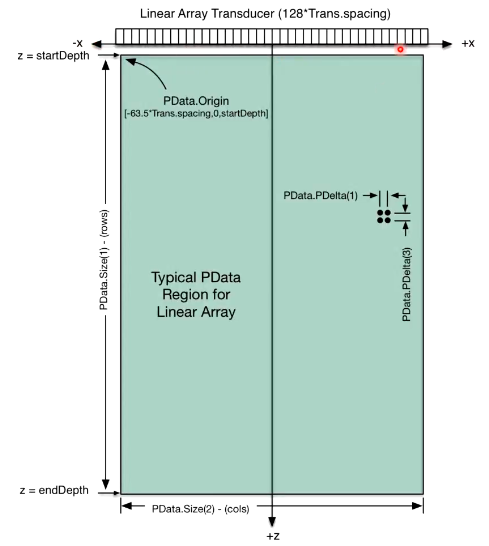 Linear Array Transducer (128*Trans.spacing)
-x
+x
z = startDepth
PData.Origin
[-63.5*Trans.spacing,0,startDepth]
PData.PDelta(1)
PData.PDelta(3)
PData.Size(1) - (rows)
Typical PData
Region for
Linear Array
z = endDepth
PData.Size(2) - (cols)
+z